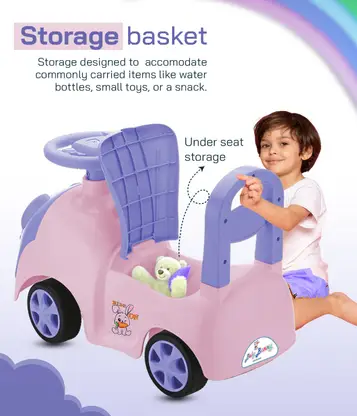 Storage basket
Storage designed to accomodate
commonly carried items like water
bottles, small toys, or a snack.
Under seat
storage